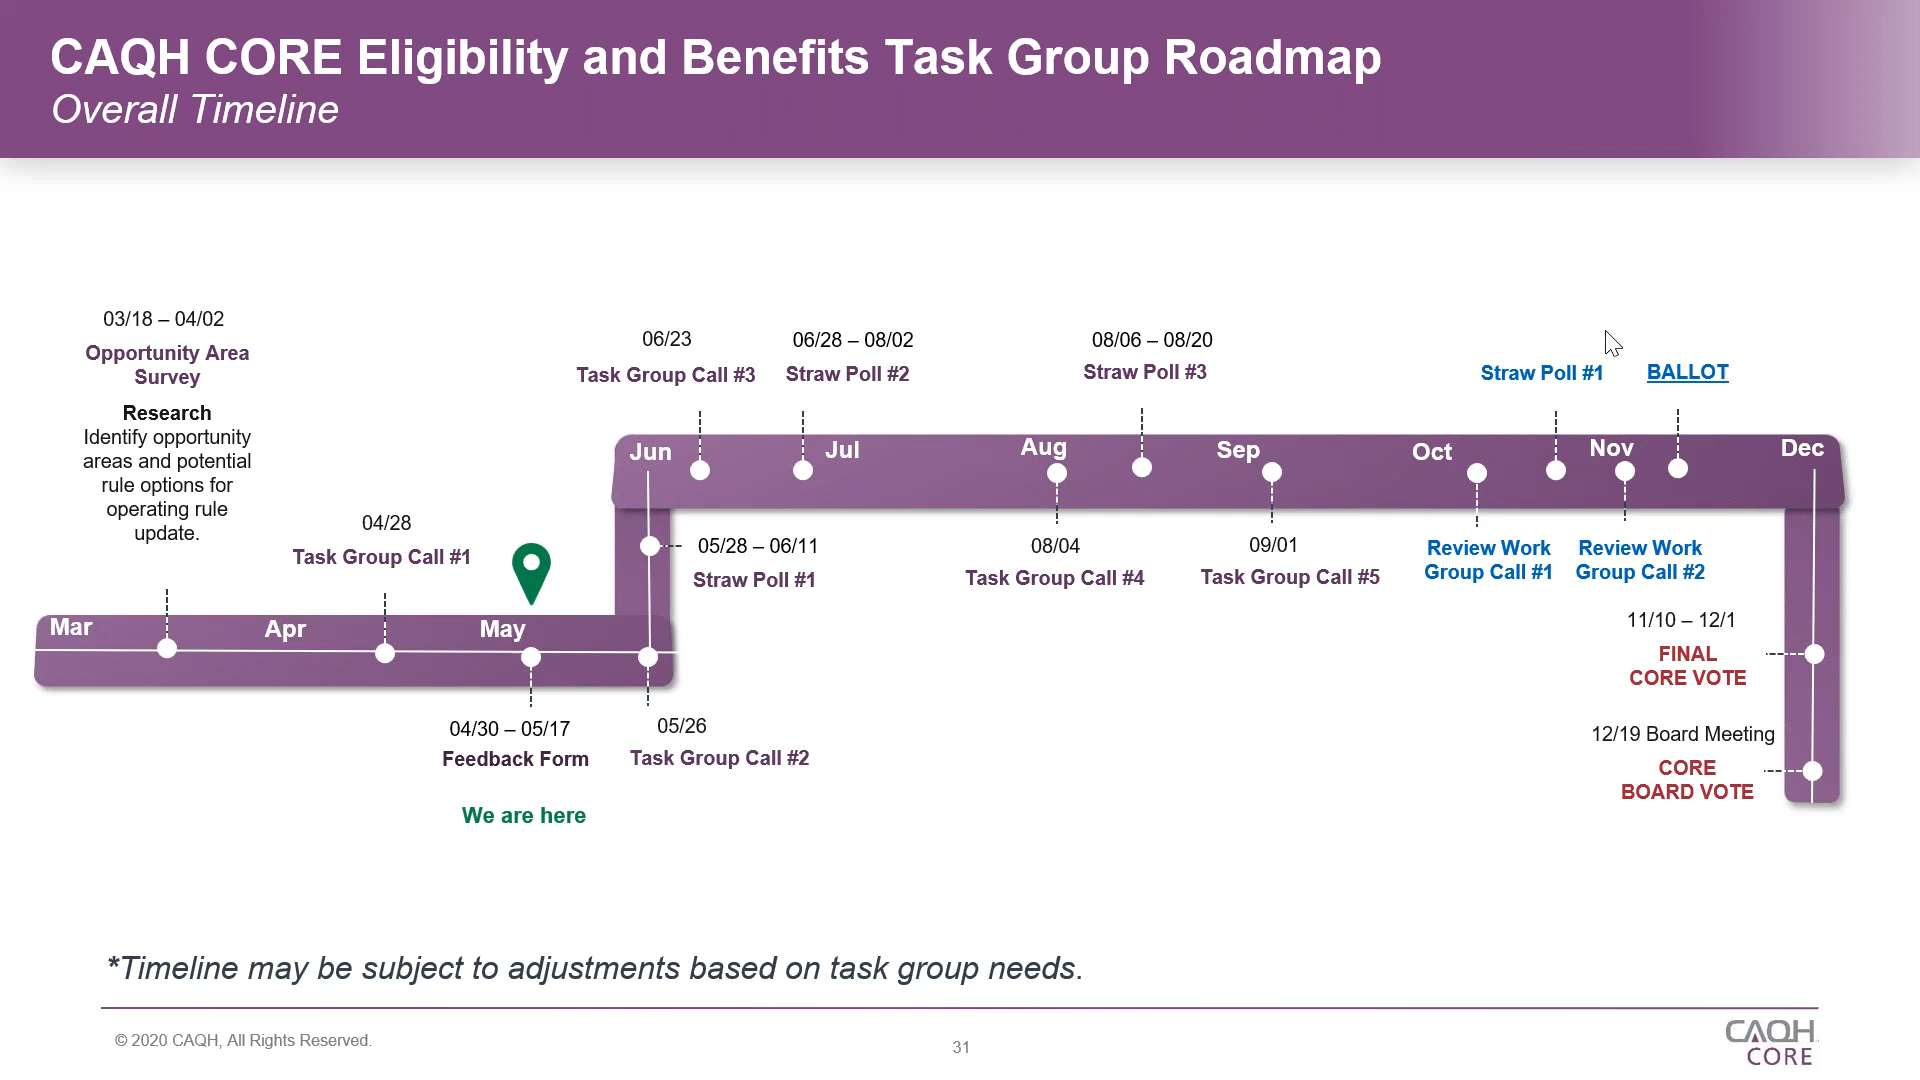 CAQH CORE Eligibility and Benefits Task Group Roadmap
Overall Timeline
03/18 – 04/02
Opportunity Area
Survey
Research
Identify opportunity
areas and potential
rule options for
operating rule
update.
04/28
Task Group Call #1
06/23
Task Group Call #3
06/28 – 08/02
Straw Poll #2
08/06 – 08/20
Straw Poll #3
Straw Poll #1
BALLOT
Jun
Jul
Aug
Sep
Oct
Nov
Dec
05/28 – 06/11
Straw Poll #1
08/04
Task Group Call #4
09/01
Task Group Call #5
Review Work
Group Call #1
Review Work
Group Call #2
Mar
Apr
May
11/10 – 12/1
FINAL
CORE VOTE
04/30 – 05/17
Feedback Form
05/26
Task Group Call #2
12/19 Board Meeting
CORE
BOARD VOTE
We are here
*Timeline may be subject to adjustments based on task group needs.
© 2020 CAQH, All Rights Reserved.
31
CAQH
CORE